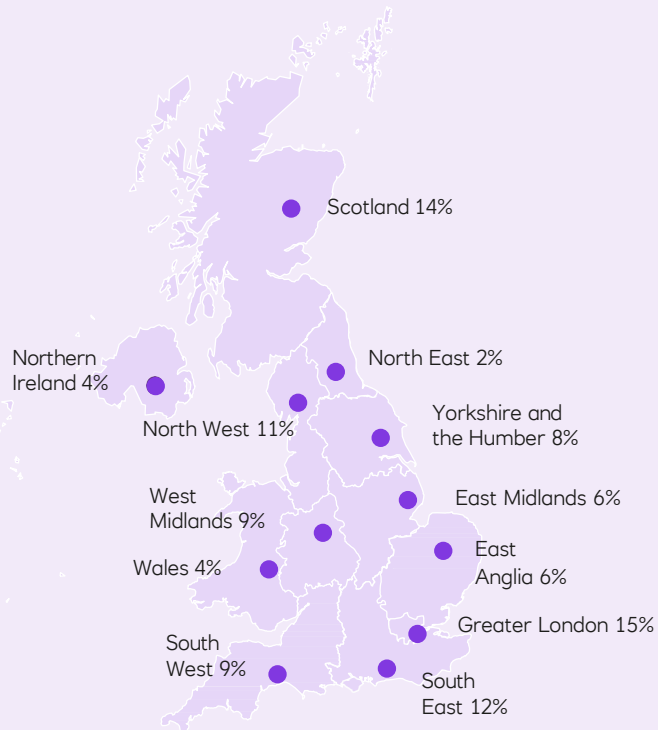 Scotland 14%
Northern
Ireland 4%
North East 2%
North West 11%
Yorkshire and
the Humber 8%
West
Midlands 9%
East Midlands 6%
Wales 4%
East
Anglia 6%
Greater London 15%
South
West 9%
South
East 12%